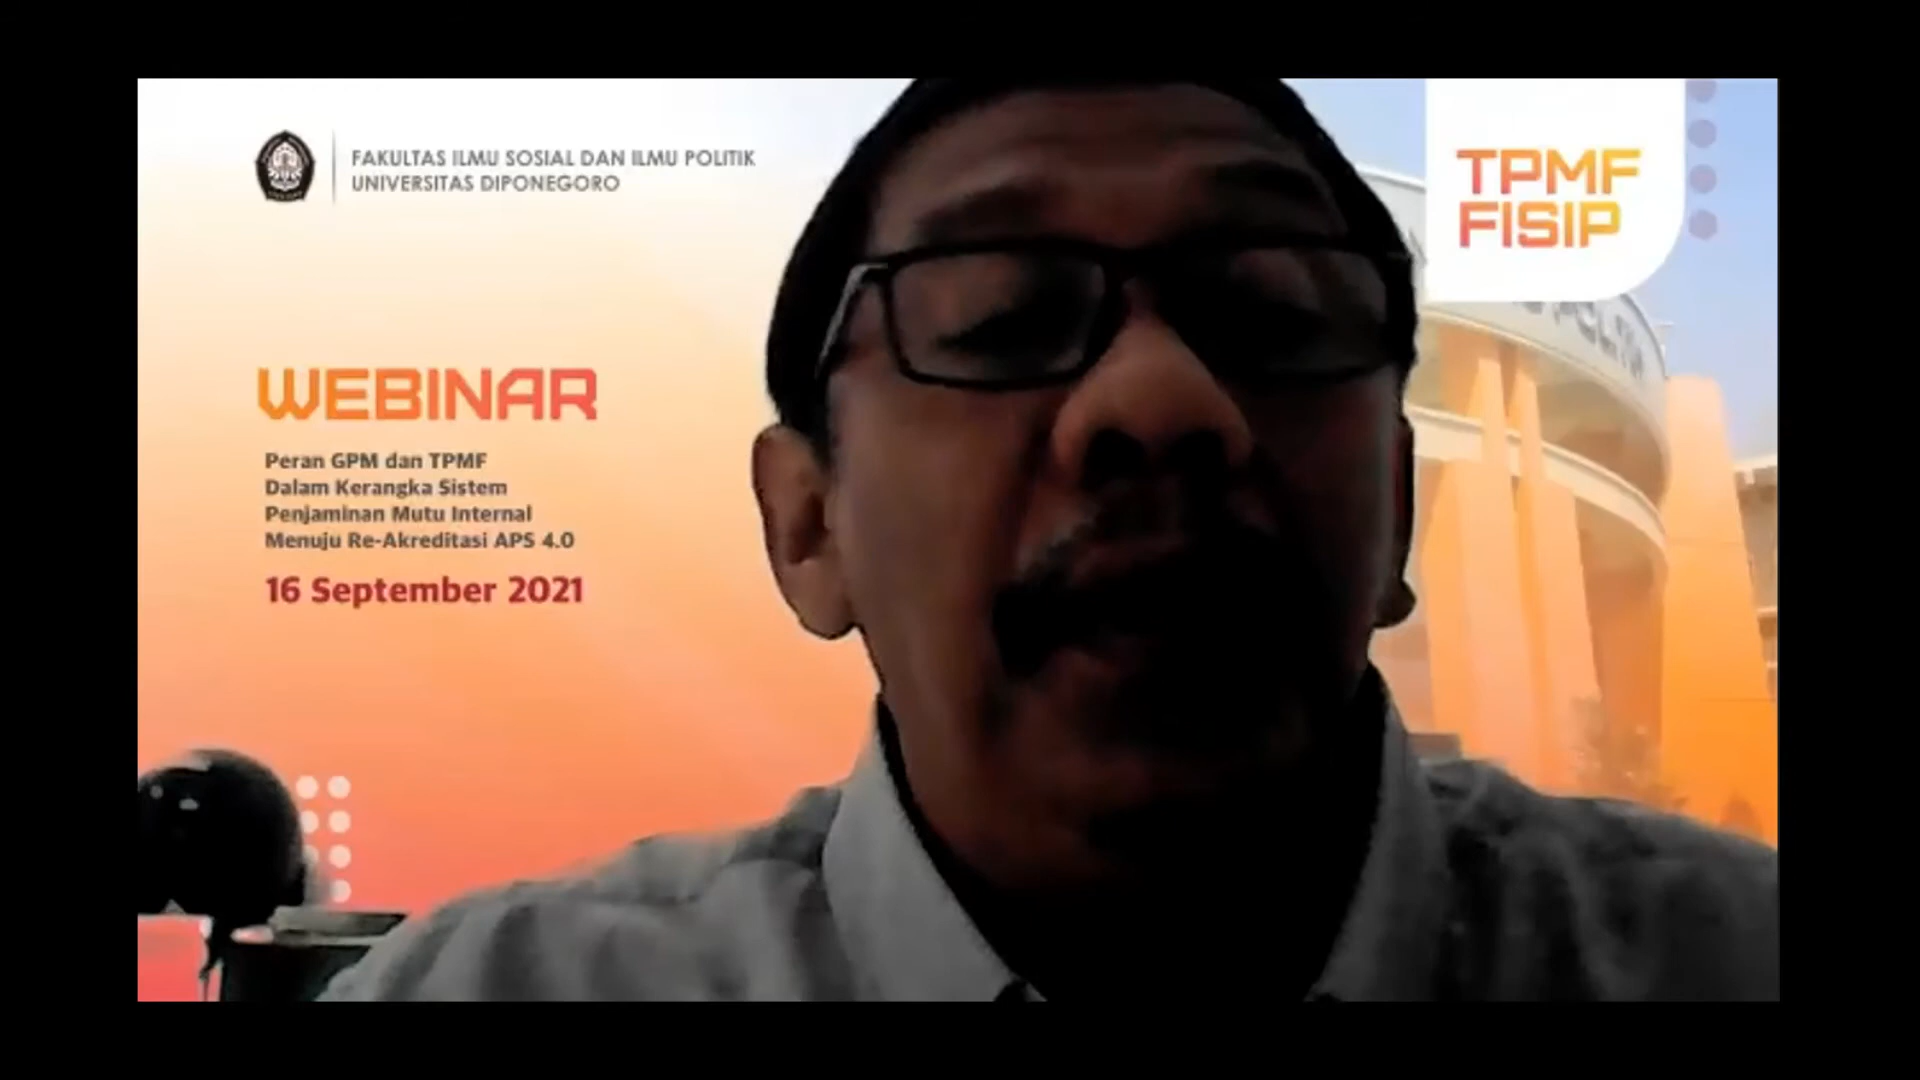 FAKULTAS ILMU SOSIAL DAN ILMU POLITIK
UNIVERSITAS DIPONEGORO
TPMF
FISIP
WEBINAR
Peran GPM dan TPMF
Dalam Kerangka Sistem
Penjaminan Mutu Internal
Menuju Re-Akreditasi APS 4.0
16 September 2021